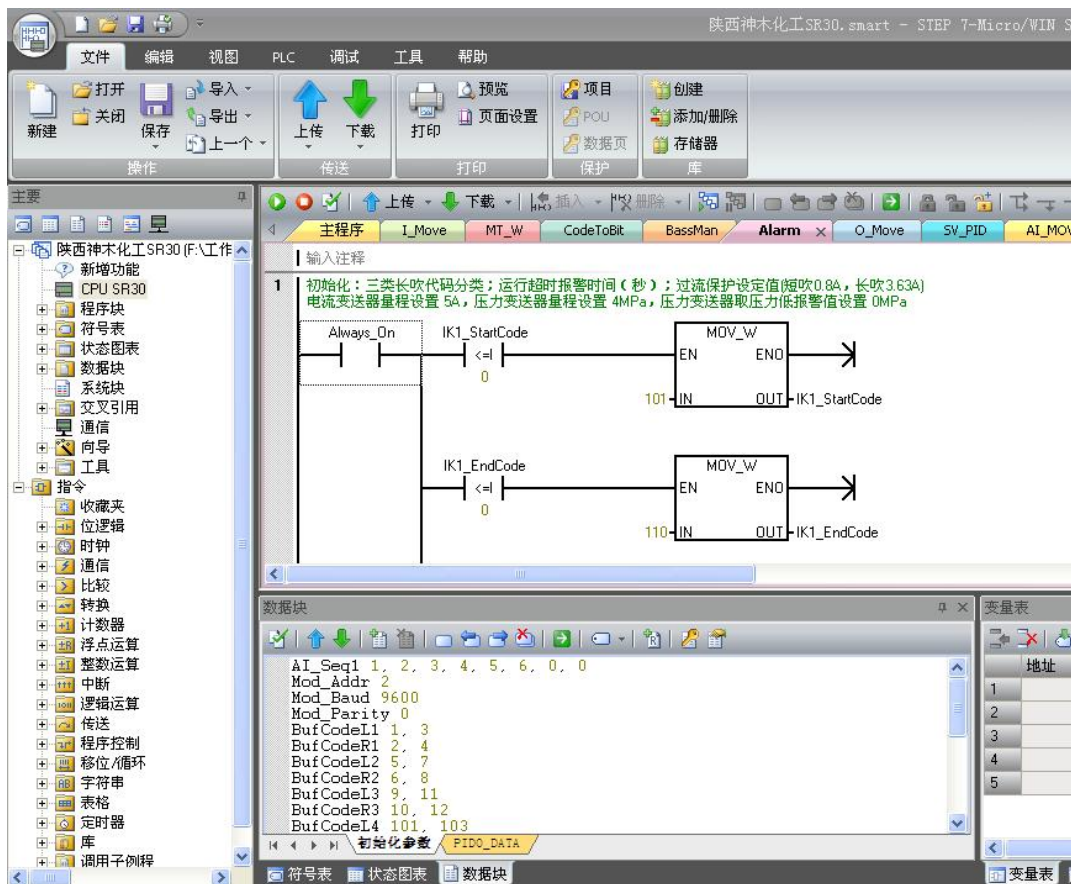 陕西神木化工SR30.smart - STEP 7-Micro/WIN S
文件 编辑 视图 PLC 调试 工具 帮助
新建
打开
关闭
保存
导入
导出
上一个
操作
上传
下载
传送
打印
预览
页面设置
打印
项目
POU
数据页
保护
创建
添加/删除
存储器
库
主要
陕西神木化工SR30 (F:\工作
新增功能
CPU SR30
程序块
符号表
状态图表
数据块
系统块
交叉引用
通信
向导
工具
指令
收藏夹
位逻辑
时钟
通信
比较
转换
计数器
浮点运算
整数运算
中断
逻辑运算
传送
程序控制
移位/循环
字符串
表格
定时器
库
调用子例程
上传 下载 插入 删除
主程序 I_Move MT_W CodeToBit BassMan Alarm O_Move SV_PID AI_MOV
输入注释
1 初始化:三类长吹代码分类;运行超时报警时间(秒);过流保护设定值(短吹0.8A,长吹3.63A)
电流变送器量程设置 5A,压力变送器量程设置 4MPa,压力变送器取压力低报警值设置 0MPa
Always_On IK1_StartCode MOV_W
<=I EN ENO
0
101 IN OUT IK1_StartCode
IK1_EndCode MOV_W
<=I EN ENO
0
110 IN OUT IK1_EndCode
数据块
AI_Seq1 1, 2, 3, 4, 5, 6, 0, 0
Mod_Addr 2
Mod_Baud 9600
Mod_Parity 0
BufCodeL1 1, 3
BufCodeR1 2, 4
BufCodeL2 5, 7
BufCodeR2 6, 8
BufCodeL3 9, 11
BufCodeR3 10, 12
BufCodeL4 101, 103
初始化参数 PID0_DATA
符号表 状态图表 数据块
变量表
地址
1
2
3
4
5
变量表